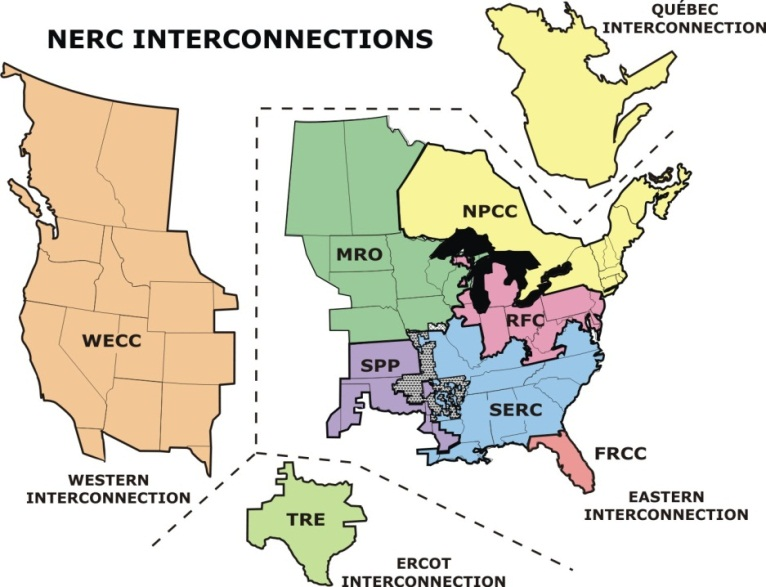 QUÉBEC
INTERCONNECTION
NERC INTERCONNECTIONS
NPCC
MRO
RFC
WECC
SPP
SERC
FRCC
WESTERN
INTERCONNECTION
EASTERN
INTERCONNECTION
TRE
ERCOT
INTERCONNECTION